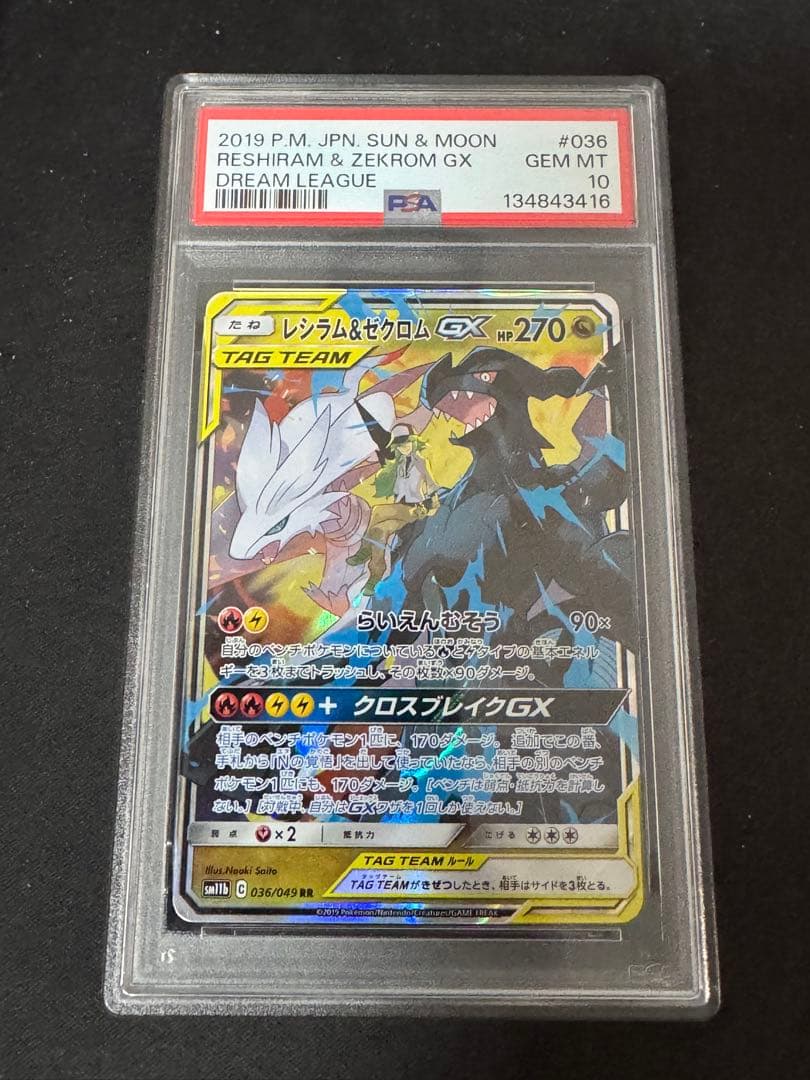 2019 P.M. JPN. SUN & MOON #036
RESHIRAM & ZEKROM GX GEM MT
DREAM LEAGUE 10
PSA 134843416
たね レシラム&ゼクロム GX HP 270
TAG TEAM
らいえんむそう 90×
自分のベンチポケモンについている🔥と⚡タイプの基本エネル
ギーを3枚までトラッシュし、その枚数×90ダメージ。
+ クロスブレイクGX
相手のベンチポケモン1匹に、170ダメージ。追加でこの番、
手札から「Nの覚悟」を出して使っていたなら、相手の別のベンチ
ポケモン1匹にも、170ダメージ。[ベンチは弱点・抵抗力を計算し
ない。] [対戦中、自分はGXワザを1回しか使えない。]
弱点 ×2 抵抗力 にげる
Illus. Naoki Saito
TAG TEAM ルール
TAG TEAMがきぜつしたとき、相手はサイドを3枚とる。
sm11b C 036/049 RR
©2019 Pokémon/Nintendo/Creatures/GAME FREAK